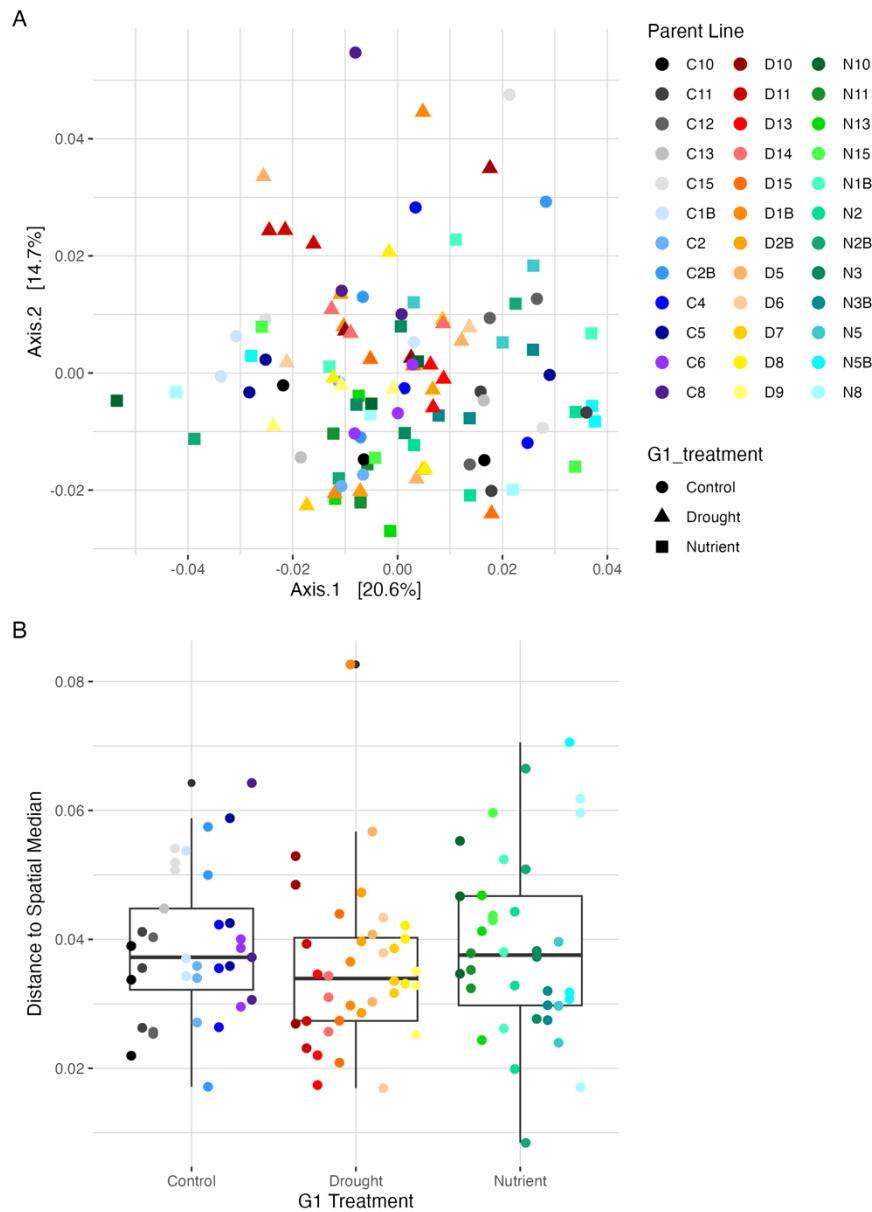 A
Parent Line
C10 D10 N10
C11 D11 N11
C12 D13 N13
C13 D14 N15
C15 D15 N1B
C1B D1B N2
C2 D2B N2B
C2B D5 N3
C4 D6 N3B
C5 D7 N5
C6 D8 N5B
C8 D9 N8
G1_treatment
Control
Drought
Nutrient
0.04
0.02
0.00
-0.02
Axis.2 [14.7%]
-0.04 -0.02 0.00 0.02 0.04
Axis.1 [20.6%]
B
0.08
0.06
0.04
0.02
Distance to Spatial Median
Control Drought Nutrient
G1 Treatment